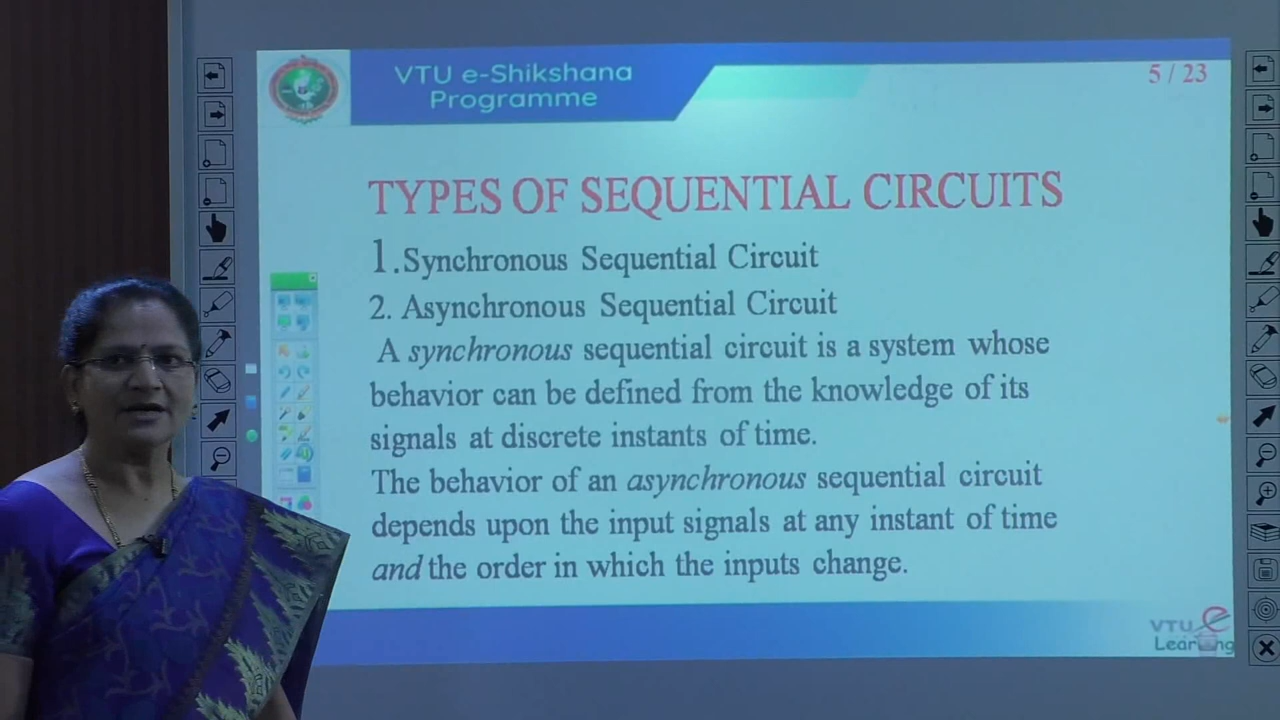 VTU e-Shikshana
Programme
5 / 23
TYPES OF SEQUENTIAL CIRCUITS
1.Synchronous Sequential Circuit
2. Asynchronous Sequential Circuit
A synchronous sequential circuit is a system whose
behavior can be defined from the knowledge of its
signals at discrete instants of time.
The behavior of an asynchronous sequential circuit
depends upon the input signals at any instant of time
and the order in which the inputs change.
VTU e
Learning